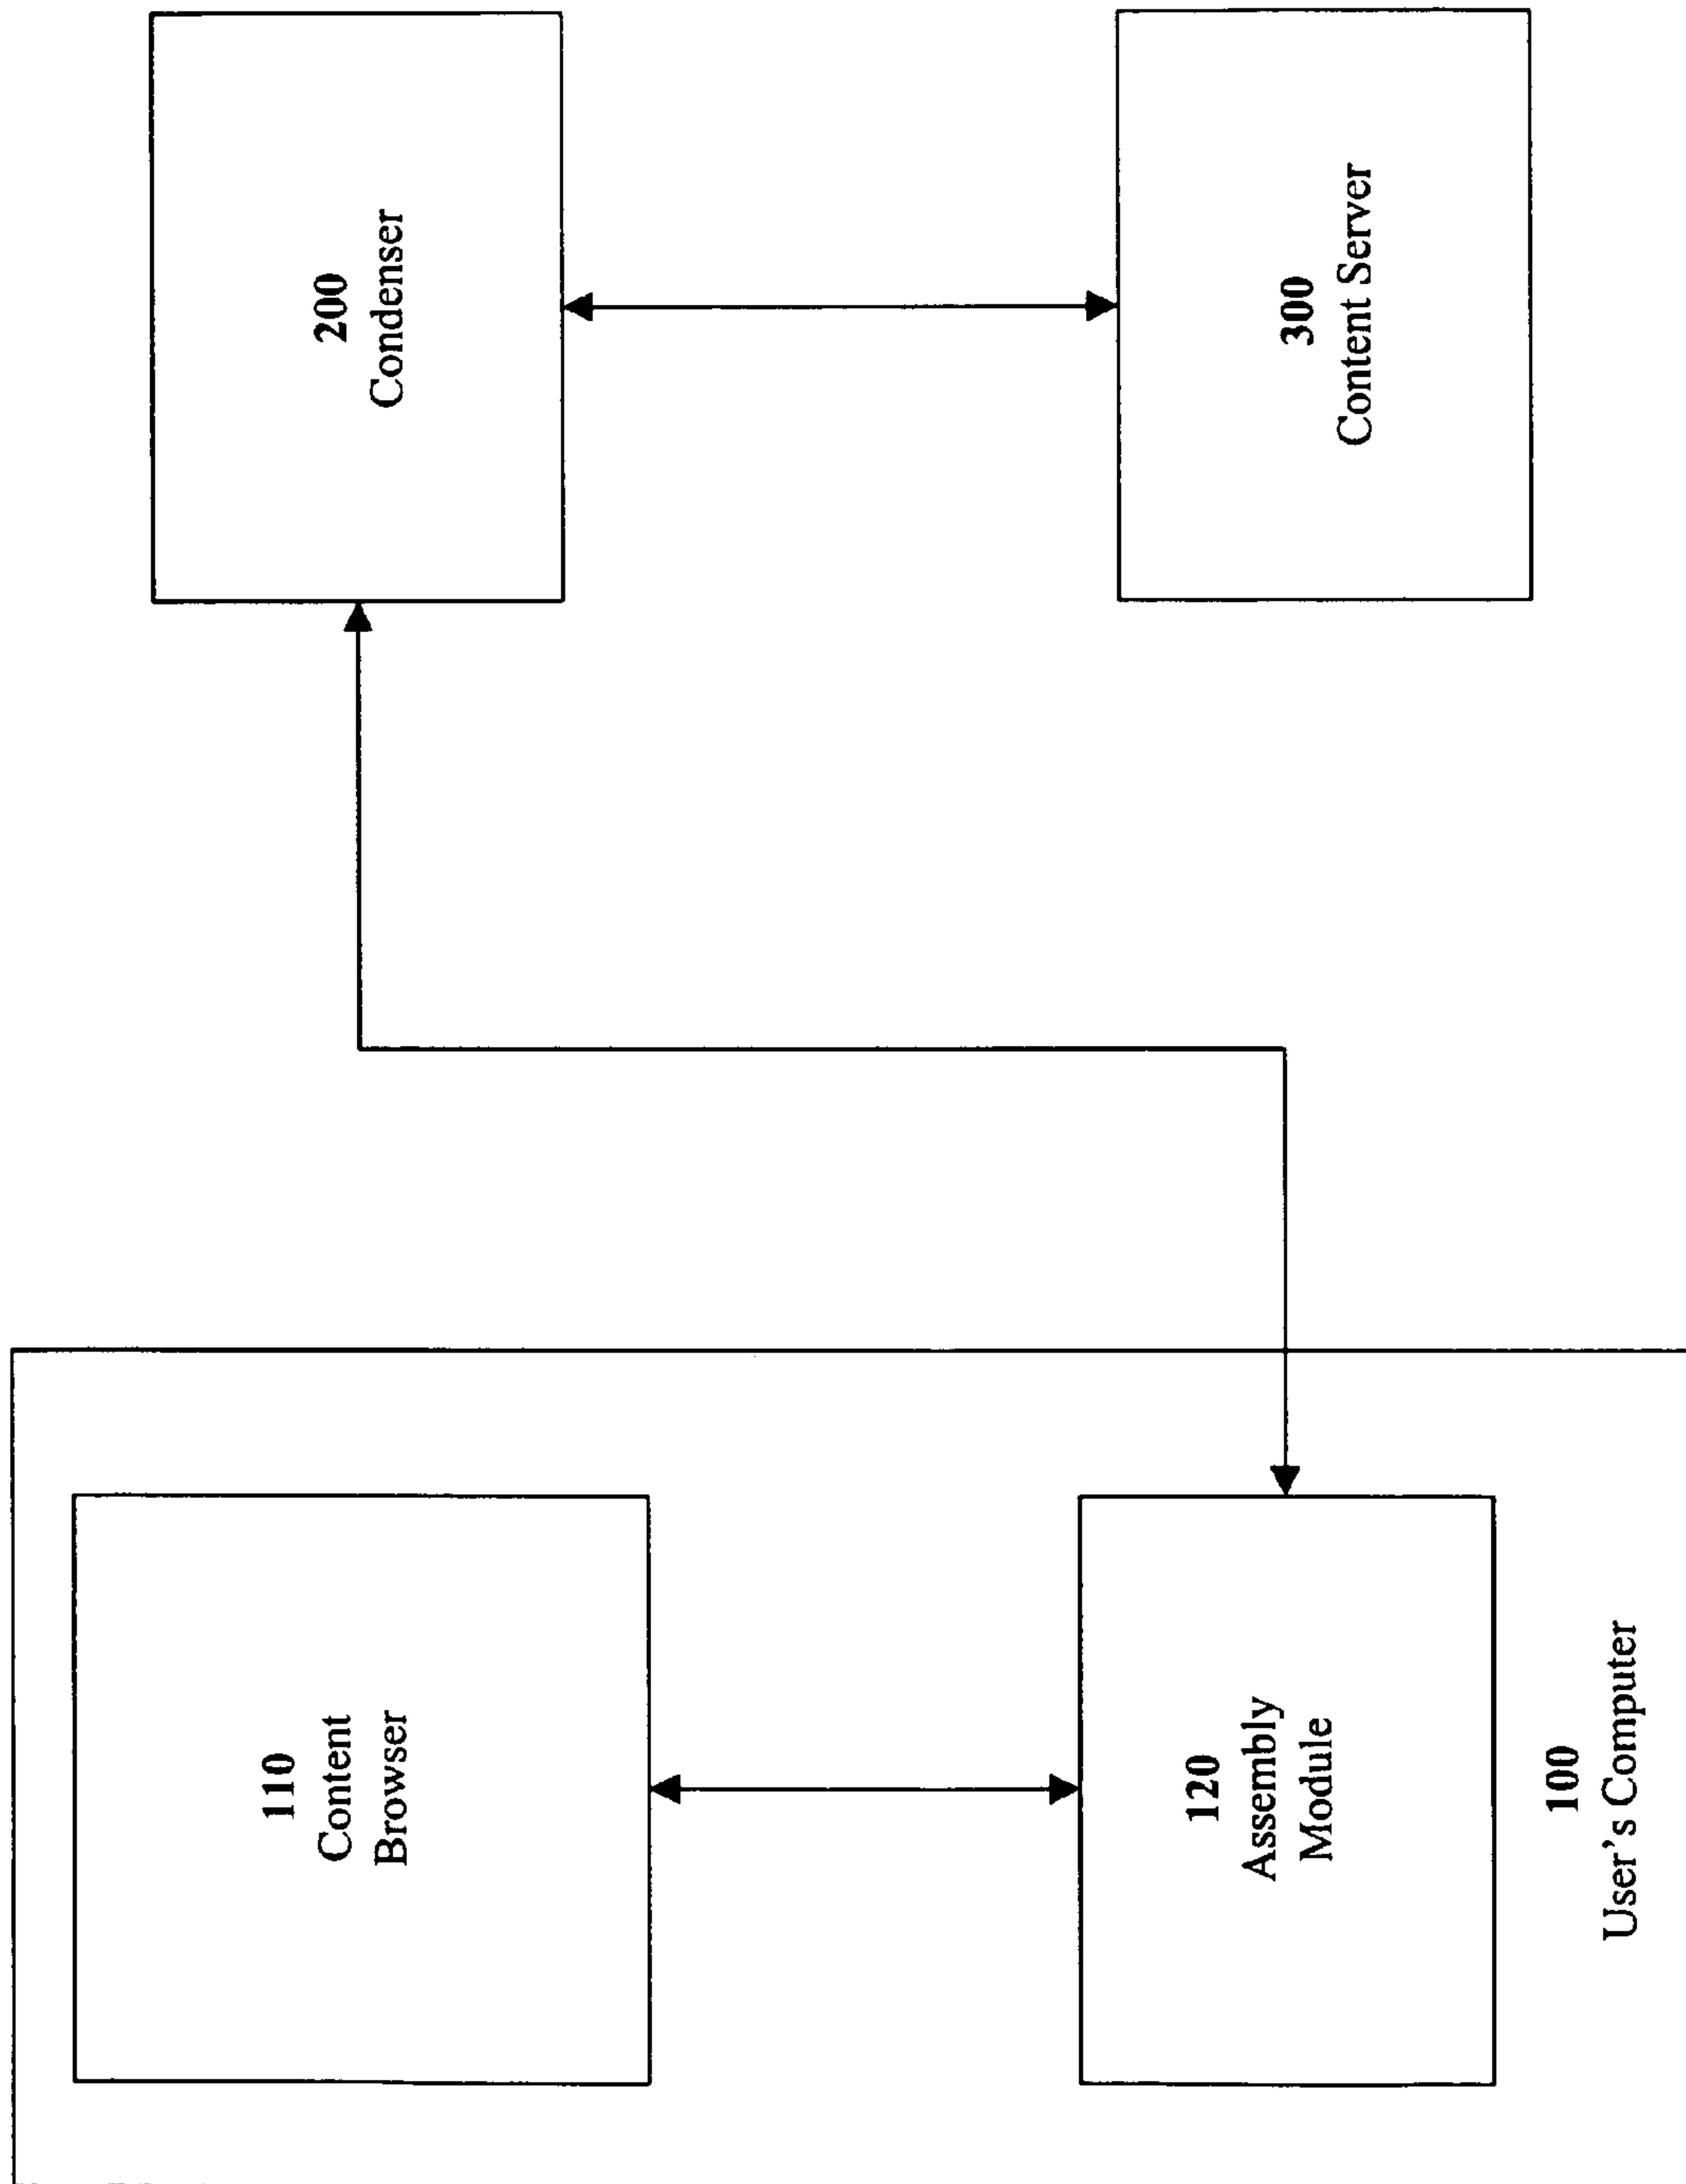 110
Content
Browser
120
Assembly
Module
100
User's Computer
200
Condenser
300
Content Server